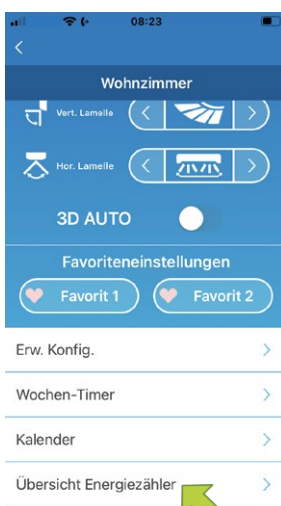 08:23
Wohnzimmer
Vert. Lamelle
Hor. Lamelle
3D AUTO
Favoriteneinstellungen
Favorit 1 Favorit 2
Erw. Konfig.
Wochen-Timer
Kalender
Übersicht Energiezähler